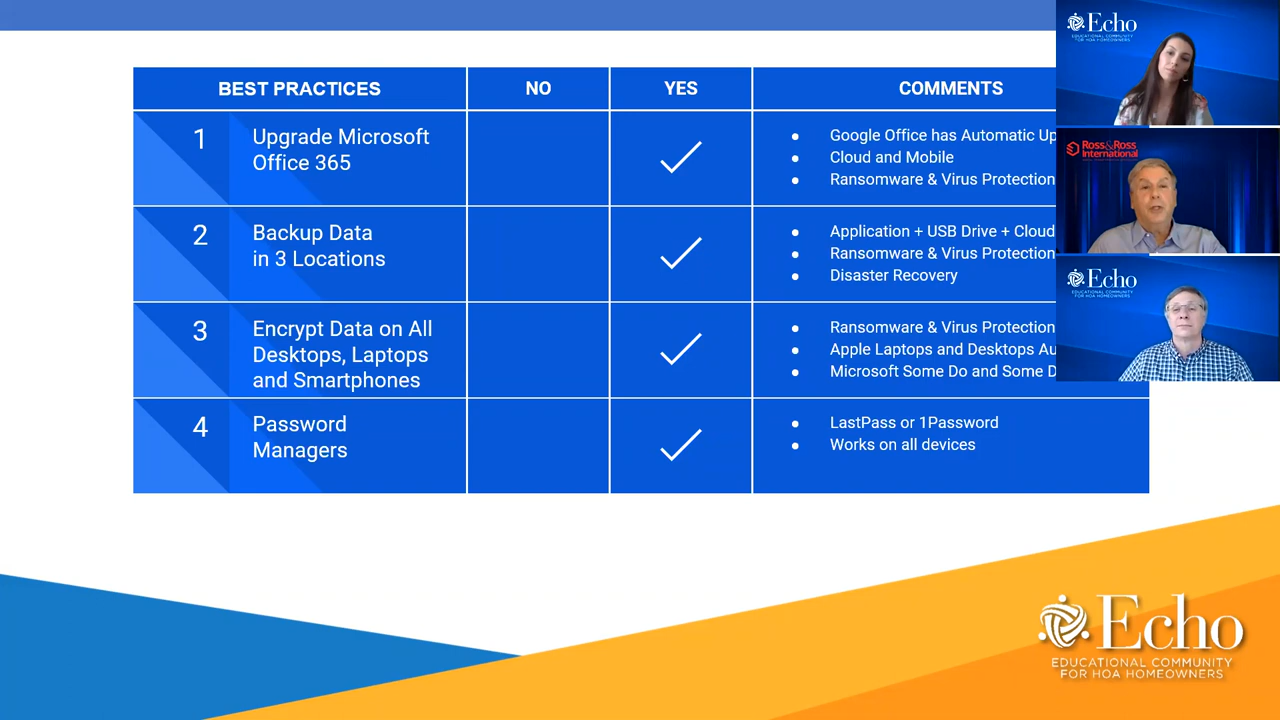 BEST PRACTICES
NO
YES
COMMENTS
1
Upgrade Microsoft
Office 365
Google Office has Automatic
Cloud and Mobile
Ransomware & Virus Protection
2
Backup Data
in 3 Locations
Application + USB Drive + Cloud
Ransomware & Virus Protection
Disaster Recovery
3
Encrypt Data on All
Desktops, Laptops
and Smartphones
Ransomware & Virus Protection
Apple Laptops and Desktops
Microsoft Some Do and Some
4
Password
Managers
LastPass or 1Password
Works on all devices
Echo
EDUCATIONAL COMMUNITY
FOR HOA HOMEOWNERS
Ross&Ross
International
Echo
EDUCATIONAL COMMUNITY
FOR HOA HOMEOWNERS
Echo
EDUCATIONAL COMMUNITY
FOR HOA HOMEOWNERS